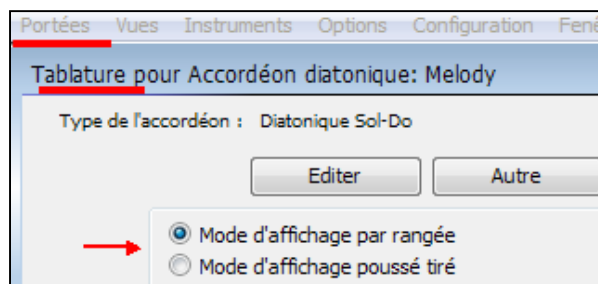 Portées Vues Instruments Options Configuration Fenê
Tablature pour Accordéon diatonique: Melody
Type de l'accordéon : Diatonique Sol-Do
Editer Autre
Mode d'affichage par rangée
Mode d'affichage poussé tiré